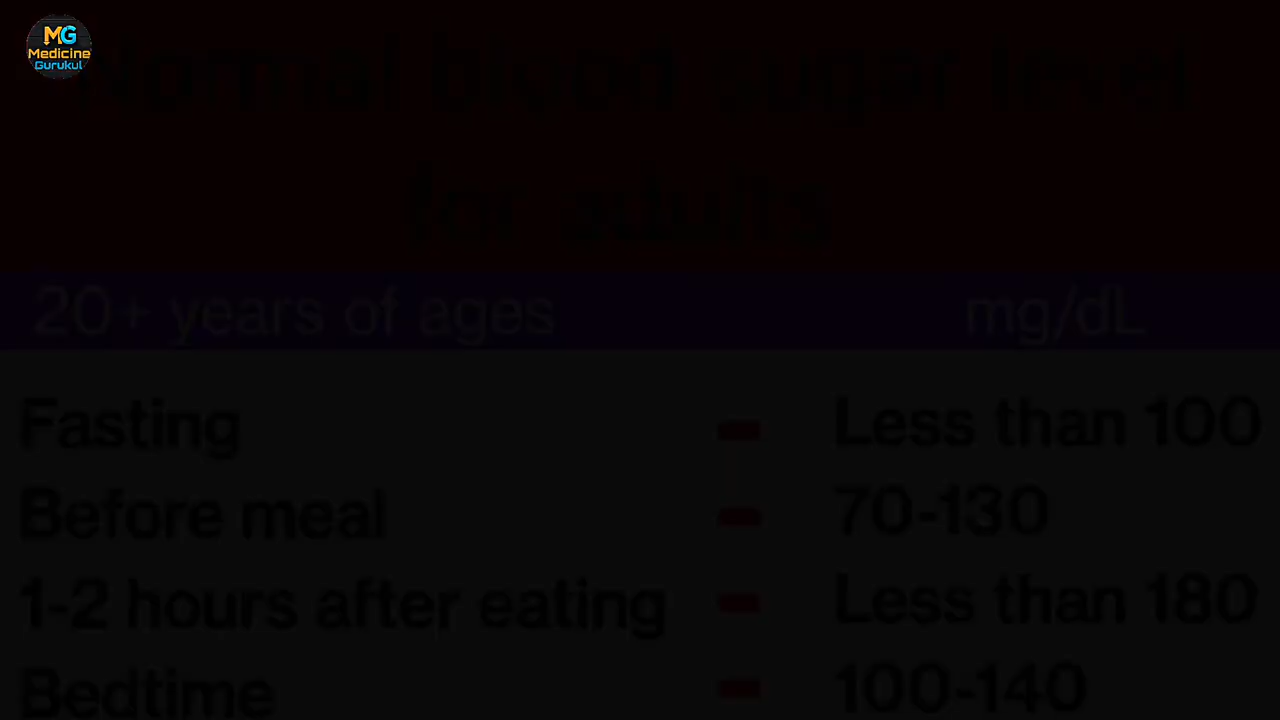 MG
Medicine
Gurukul
Normal blood sugar level
for adults
20+ years of ages mg/dL
Fasting - Less than 100
Before meal - 70-130
1-2 hours after eating - Less than 180
Bedtime - 100-140